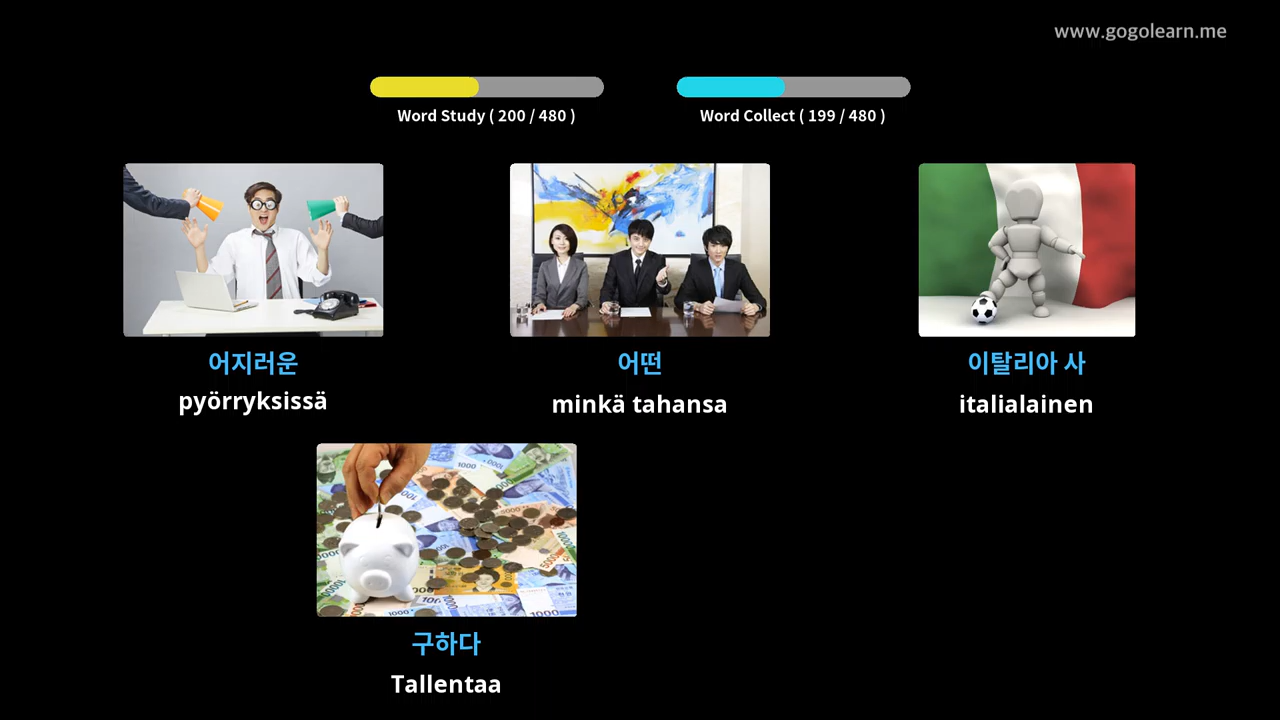 www.gogolearn.me
Word Study ( 200 / 480 )
Word Collect ( 199 / 480 )
어지러운
pyörryksissä
어떤
minkä tahansa
이탈리아 사
italialainen
구하다
Tallentaa